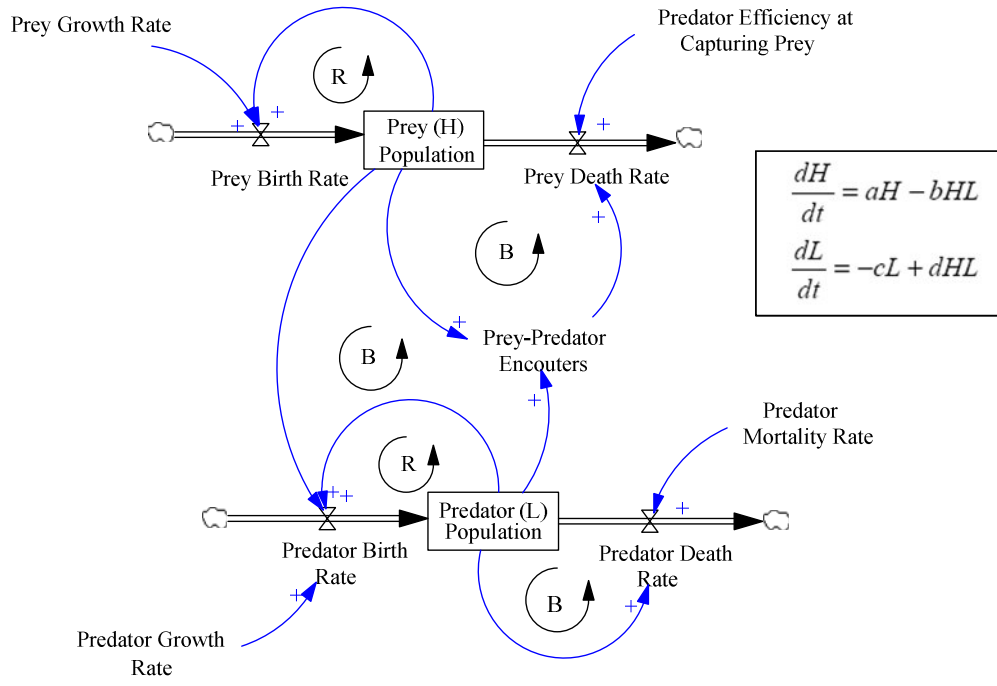 Prey Growth Rate
Predator Efficiency at
Capturing Prey
R
+
+
+
Prey (H)
Population
Prey Birth Rate
Prey Death Rate
dH/dt = aH − bHL
dL/dt = −cL + dHL
+
B
+
Prey-Predator
Encouters
B
+
Predator
Mortality Rate
R
+
+
+
Predator (L)
Population
Predator Birth
Rate
Predator Death
Rate
+
+
B
Predator Growth
Rate